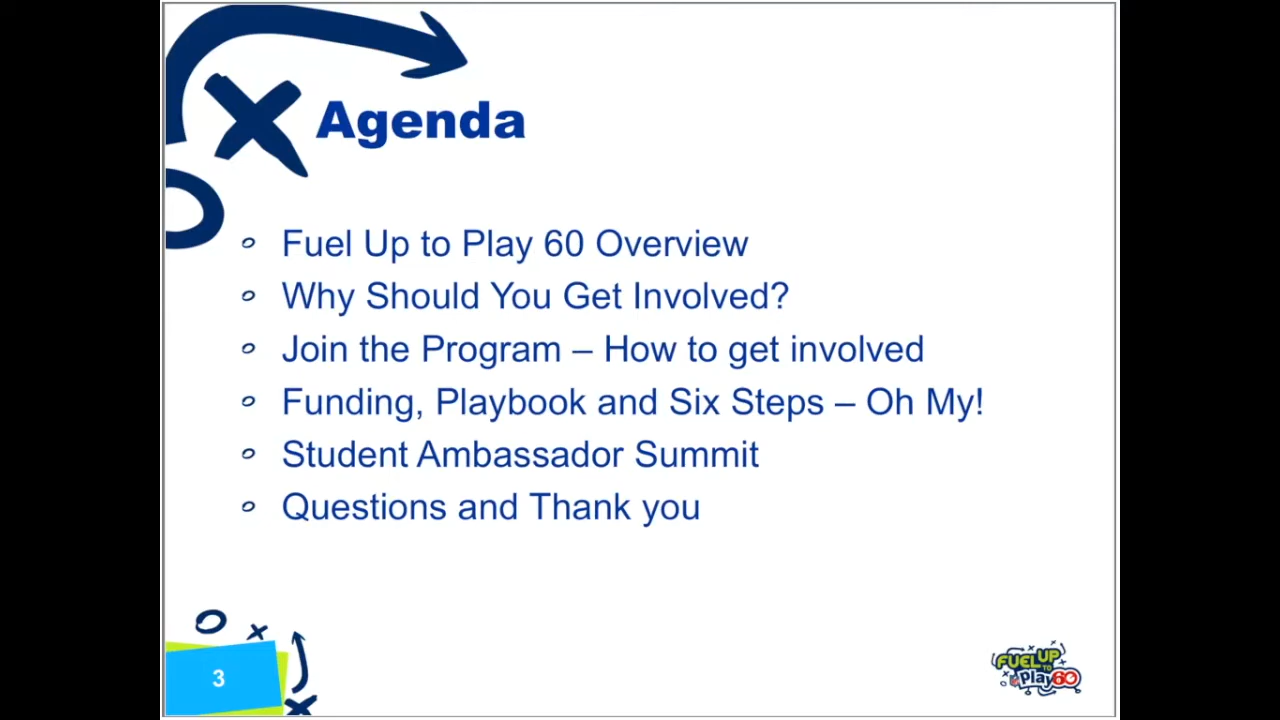 Agenda
Fuel Up to Play 60 Overview
Why Should You Get Involved?
Join the Program – How to get involved
Funding, Playbook and Six Steps – Oh My!
Student Ambassador Summit
Questions and Thank you
3
FUEL UP
TO
Play 60